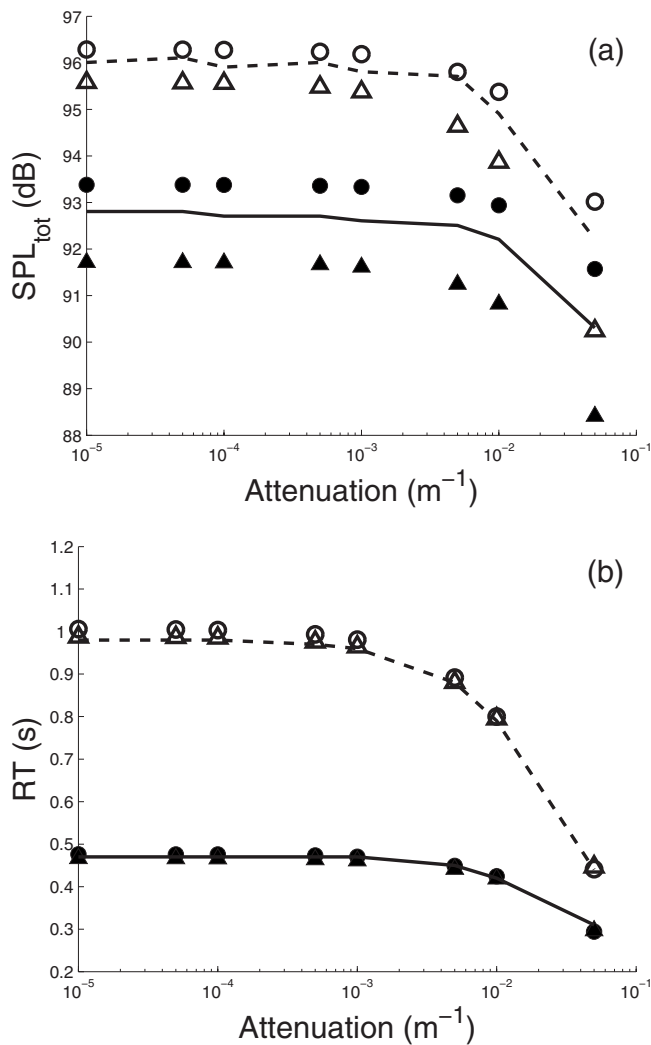 (a)
97
96
95
94
93
92
91
90
89
88
SPL_tot (dB)
10⁻⁵ 10⁻⁴ 10⁻³ 10⁻² 10⁻¹
Attenuation (m⁻¹)
(b)
1.2
1.1
1
0.9
0.8
0.7
0.6
0.5
0.4
0.3
0.2
RT (s)
10⁻⁵ 10⁻⁴ 10⁻³ 10⁻² 10⁻¹
Attenuation (m⁻¹)